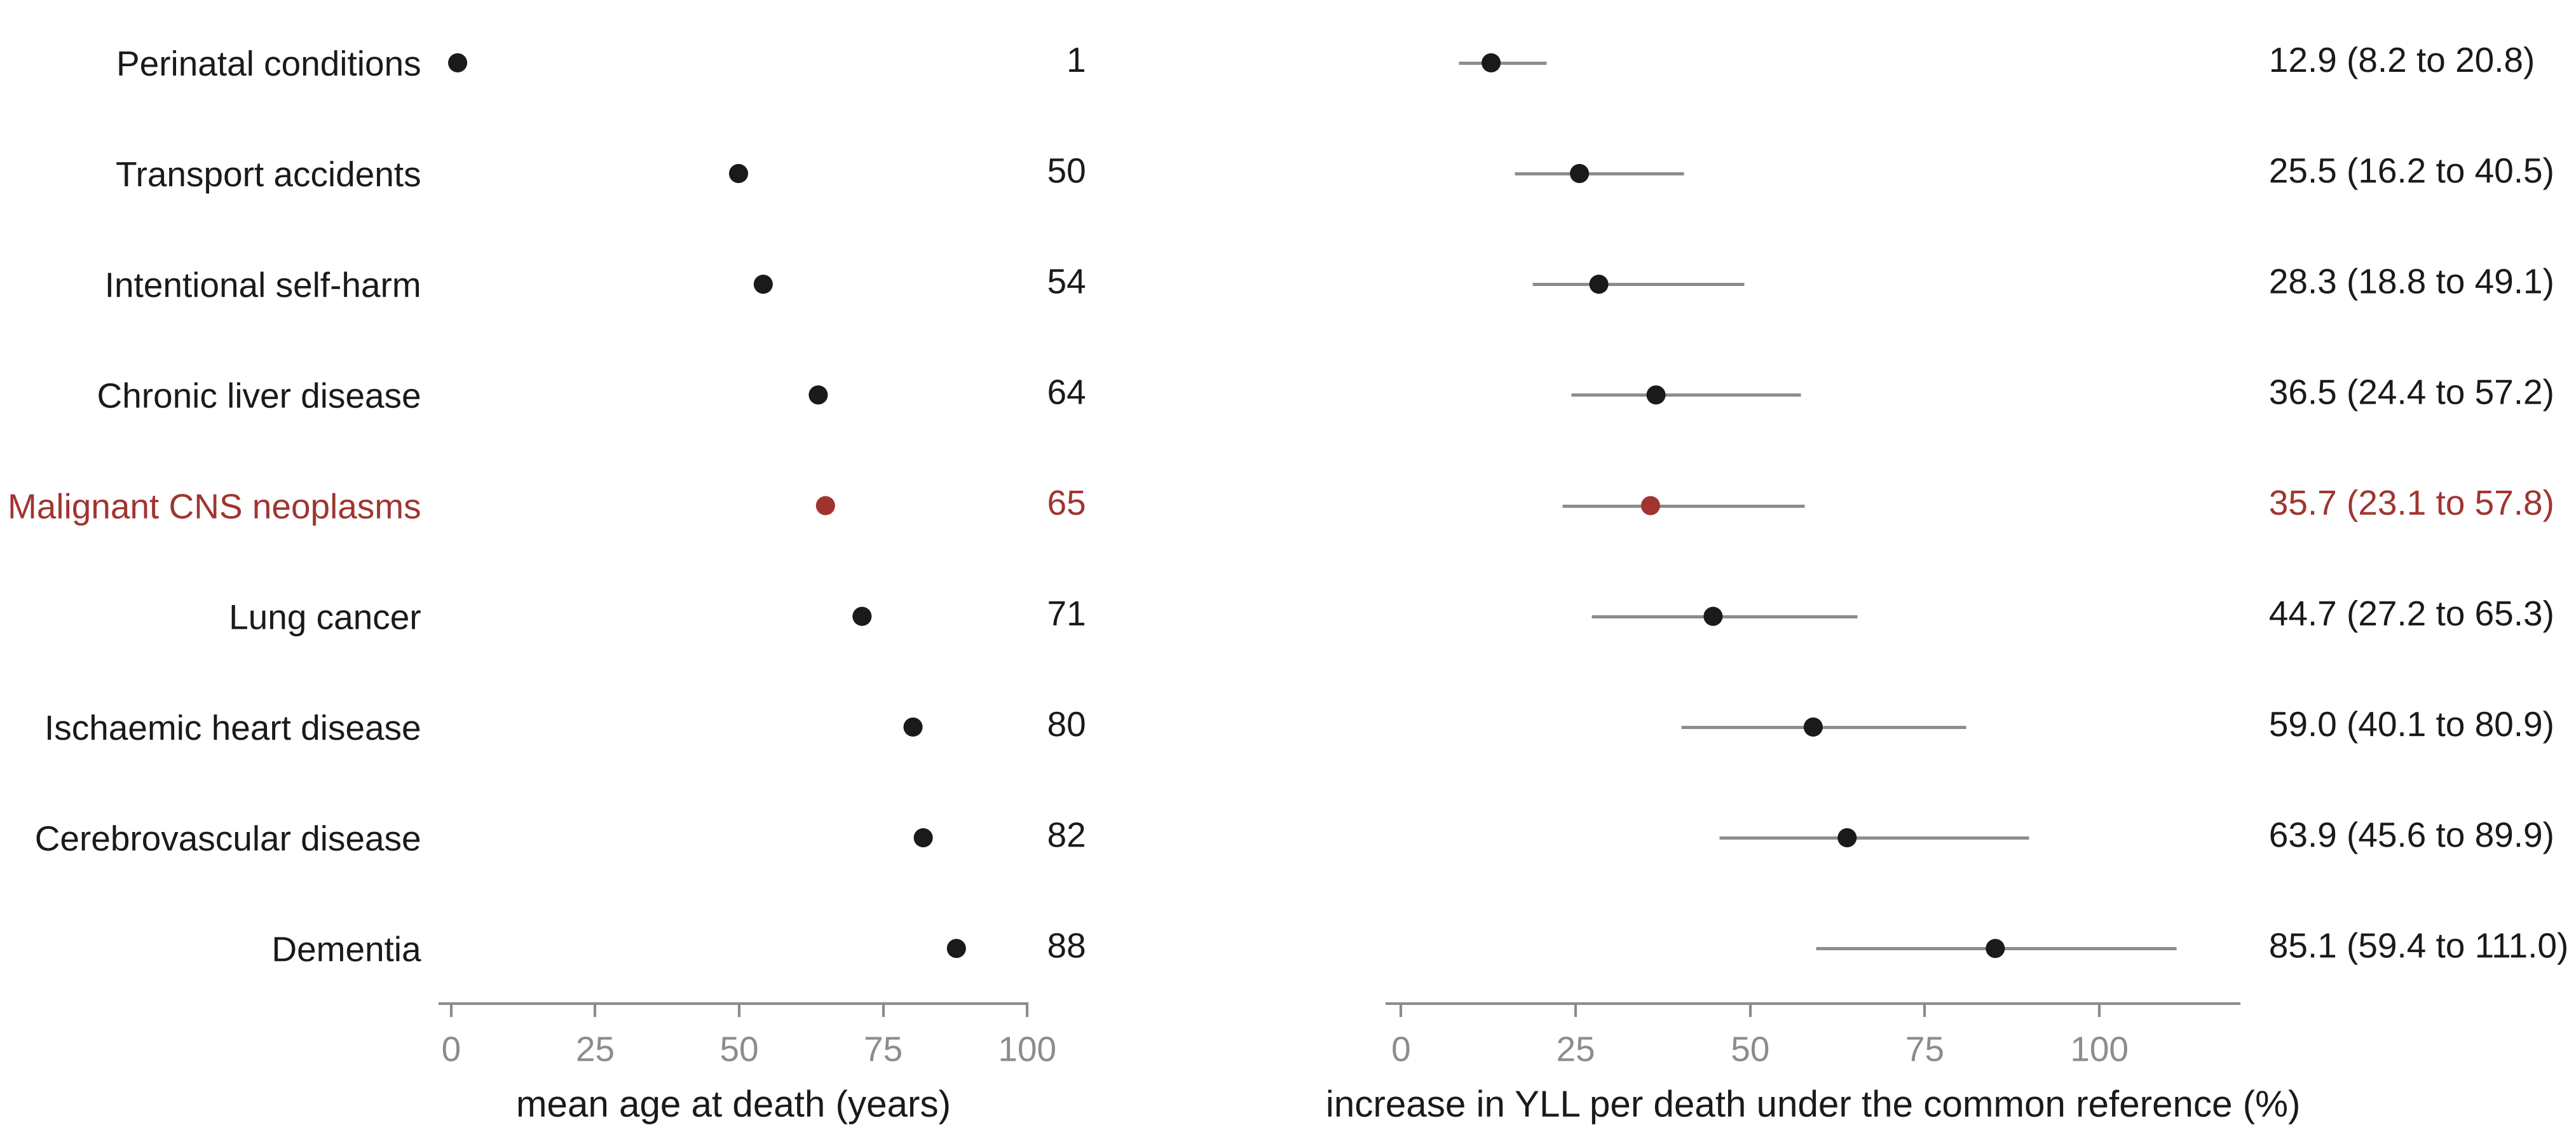 Perinatal conditions 1 12.9 (8.2 to 20.8)
Transport accidents 50 25.5 (16.2 to 40.5)
Intentional self-harm 54 28.3 (18.8 to 49.1)
Chronic liver disease 64 36.5 (24.4 to 57.2)
Malignant CNS neoplasms 65 35.7 (23.1 to 57.8)
Lung cancer 71 44.7 (27.2 to 65.3)
Ischaemic heart disease 80 59.0 (40.1 to 80.9)
Cerebrovascular disease 82 63.9 (45.6 to 89.9)
Dementia 88 85.1 (59.4 to 111.0)
0 25 50 75 100 0 25 50 75 100
mean age at death (years) increase in YLL per death under the common reference (%)